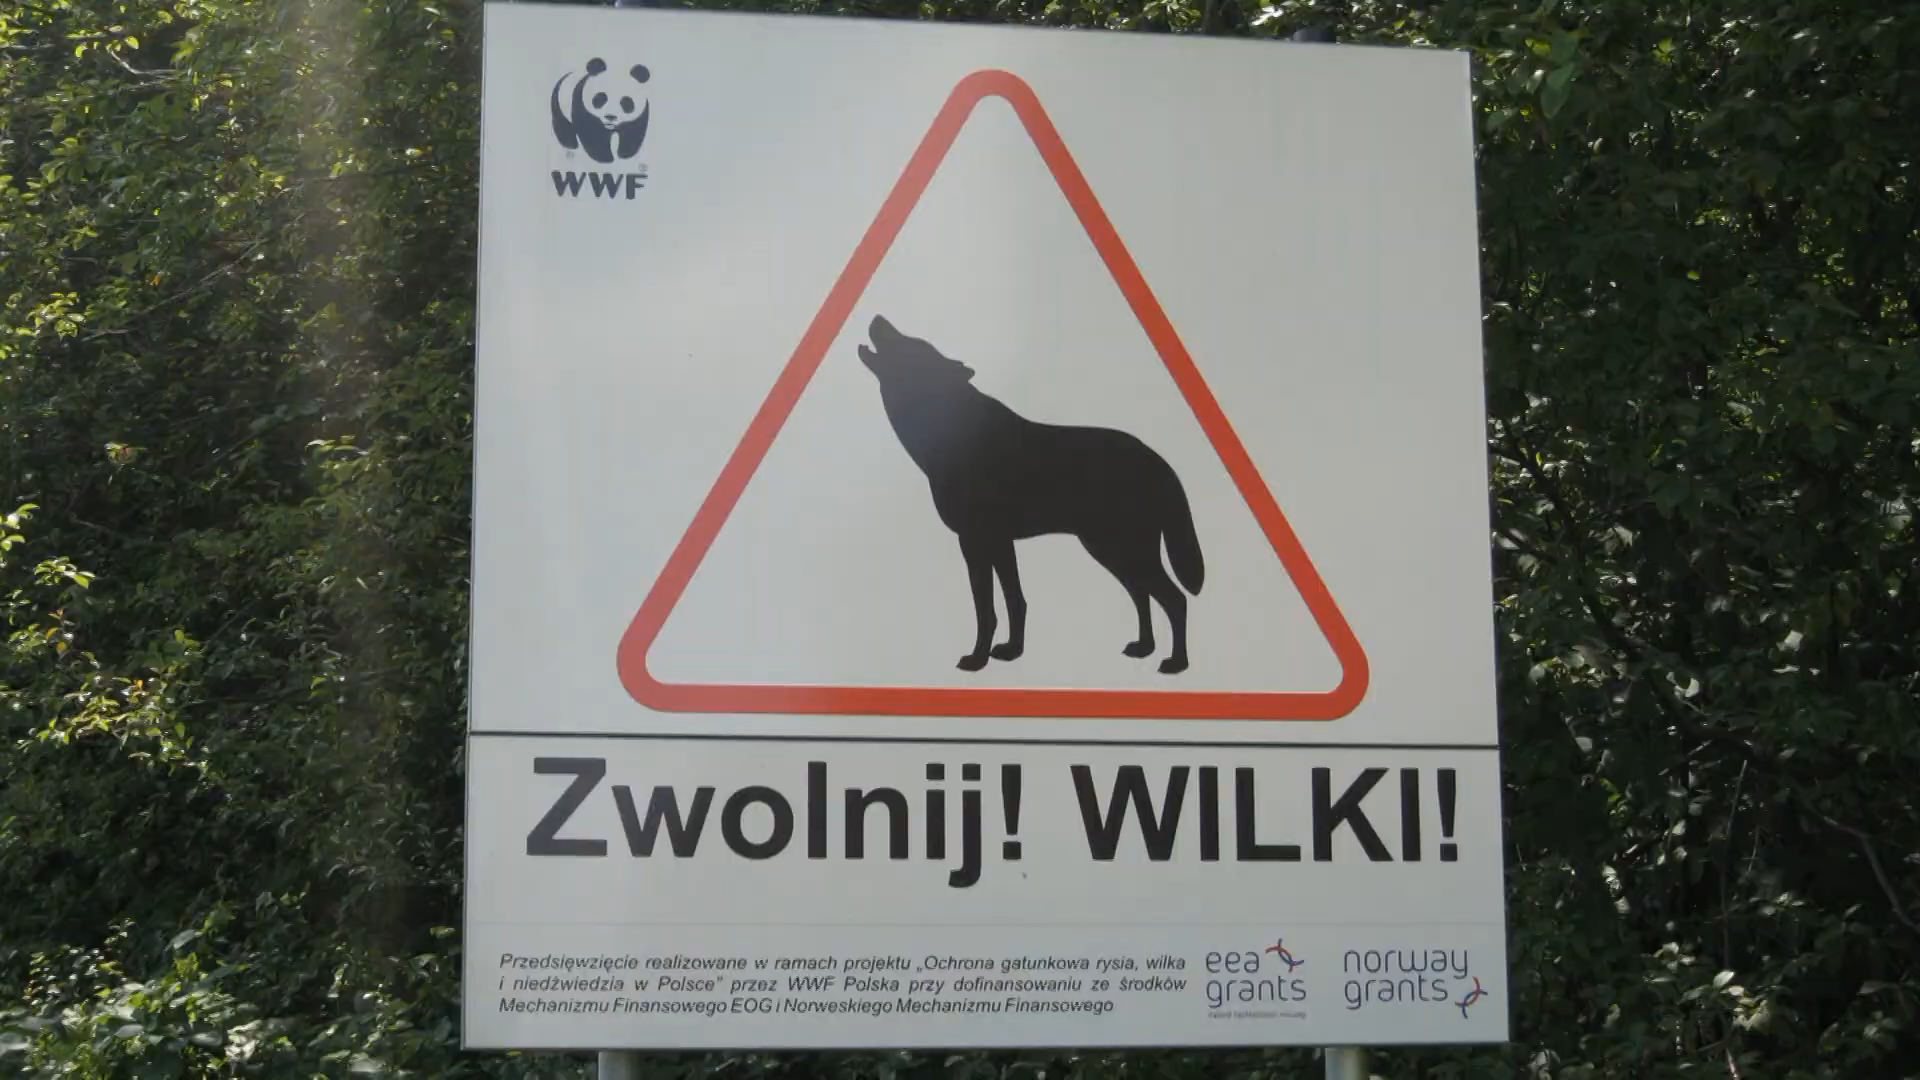 WWF
Zwolnij! WILKI!
Przedsięwzięcie realizowane w ramach projektu „Ochrona gatunkowa rysia, wilka
i niedźwiedzia w Polsce” przez WWF Polska przy dofinansowaniu ze środków
Mechanizmu Finansowego EOG i Norweskiego Mechanizmu Finansowego
eea
grants
norway
grants